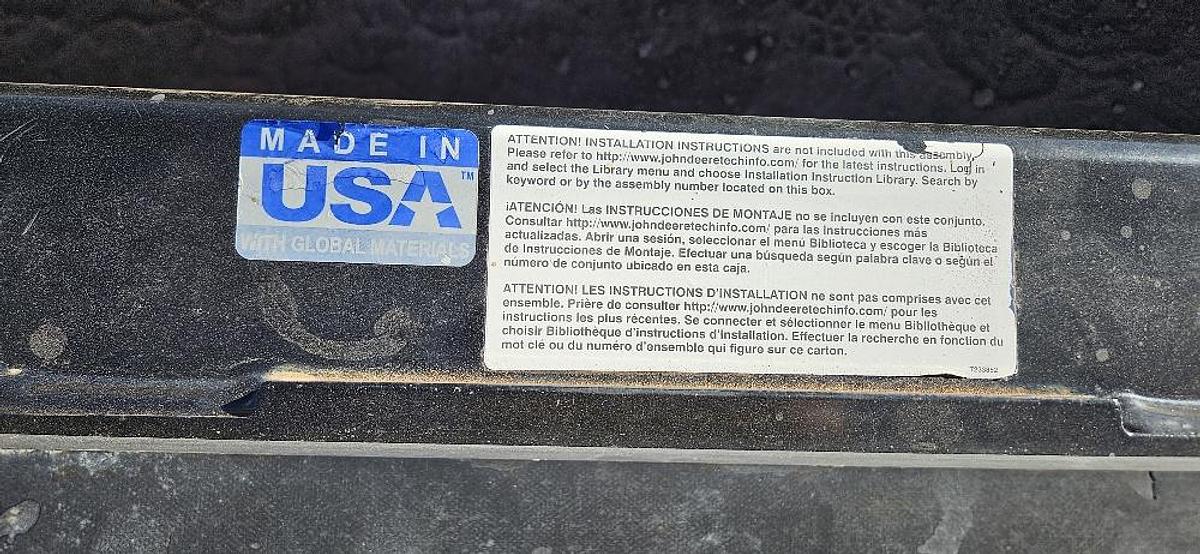 MADE IN
USA™
WITH GLOBAL MATERIALS
ATTENTION! INSTALLATION INSTRUCTIONS are not included with this assembly.
Please refer to http://www.johndeeretechinfo.com/ for the latest instructions. Log in
and select the Library menu and choose Installation Instruction Library. Search by
keyword or by the assembly number located on this box.
¡ATENCIÓN! Las INSTRUCCIONES DE MONTAJE no se incluyen con este conjunto.
Consultar http://www.johndeeretechinfo.com/ para las instrucciones más
actualizadas. Abrir una sesión, seleccionar el menú Biblioteca y escoger la Biblioteca
de Instrucciones de Montaje. Efectuar una búsqueda según palabra clave o según el
número de conjunto ubicado en esta caja.
ATTENTION! LES INSTRUCTIONS D'INSTALLATION ne sont pas comprises avec cet
ensemble. Prière de consulter http://www.johndeeretechinfo.com/ pour les
instructions les plus récentes. Se connecter et sélectionner le menu Bibliothèque et
choisir Bibliothèque d'instructions d'installation. Effectuer la recherche en fonction du
mot clé ou du numéro d'ensemble qui figure sur ce carton.
T233852